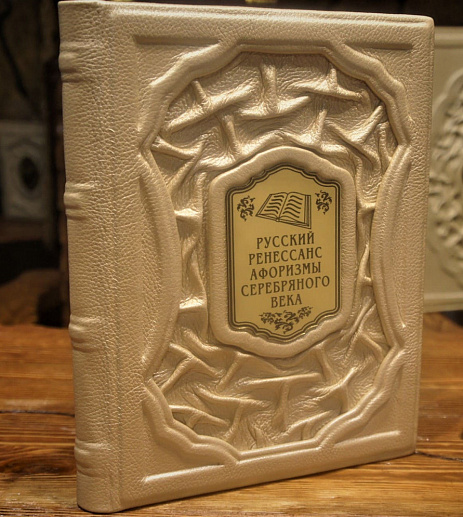 РУССКИЙ
РЕНЕССАНС
АФОРИЗМЫ
СЕРЕБРЯНОГО
ВЕКА